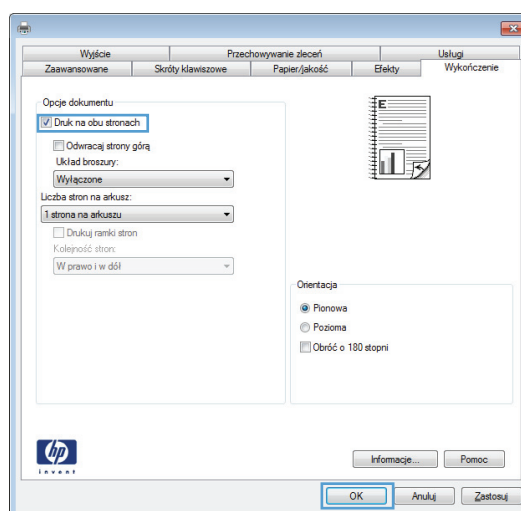 Wyjście Przechowywanie zleceń Usługi
Zaawansowane Skróty klawiszowe Papier/jakość Efekty Wykończenie
Opcje dokumentu
Druk na obu stronach
Odwracaj strony górą
Układ broszury:
Wyłączone
Liczba stron na arkusz:
1 strona na arkuszu
Drukuj ramki stron
Kolejność stron:
W prawo i w dół
E
Orientacja
Pionowa
Pozioma
Obróć o 180 stopni
hp
invent
Informacje... Pomoc
OK Anuluj Zastosuj